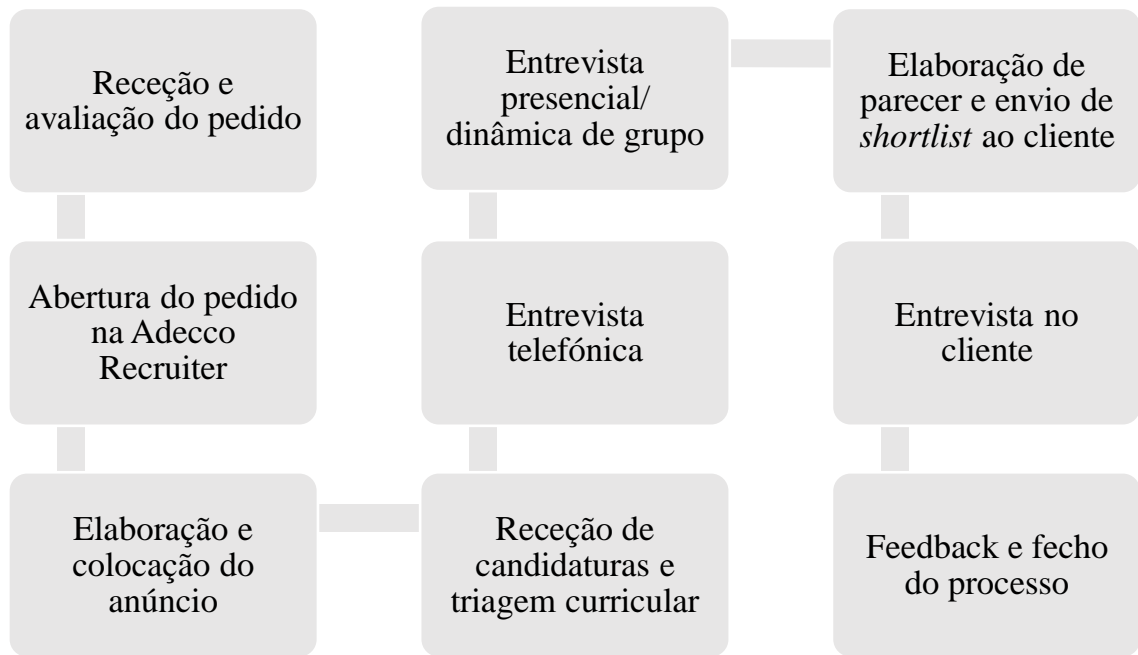 Receção e
avaliação do pedido
Abertura do pedido
na Adecco
Recruiter
Elaboração e
colocação do
anúncio
Receção de
candidaturas e
triagem curricular
Entrevista
telefónica
Entrevista
presencial/
dinâmica de grupo
Elaboração de
parecer e envio de
shortlist ao cliente
Entrevista no
cliente
Feedback e fecho
do processo